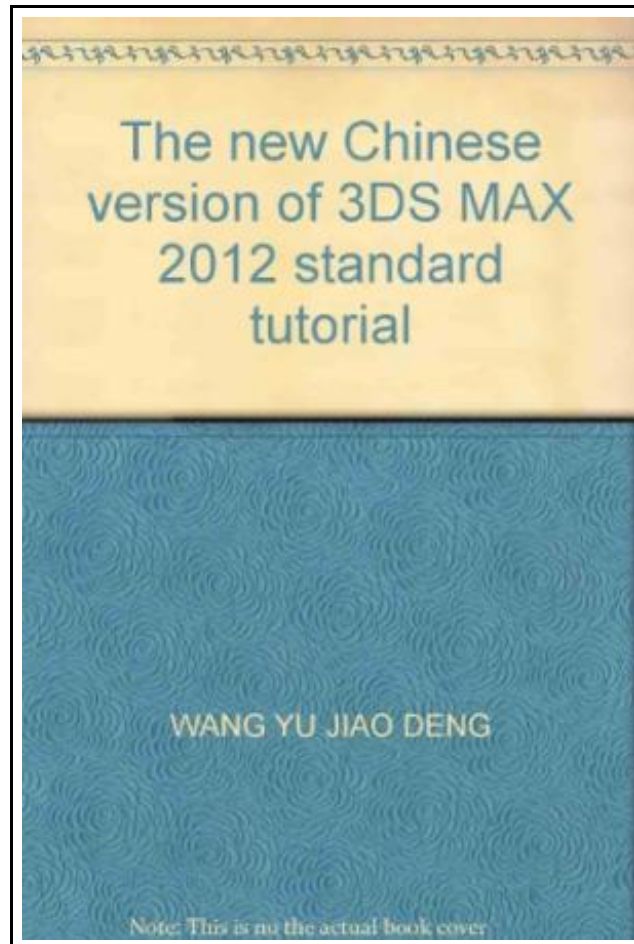 The new Chinese
version of 3DS MAX
2012 standard
tutorial
WANG YU JIAO DENG
Note: This is no the actual book cover